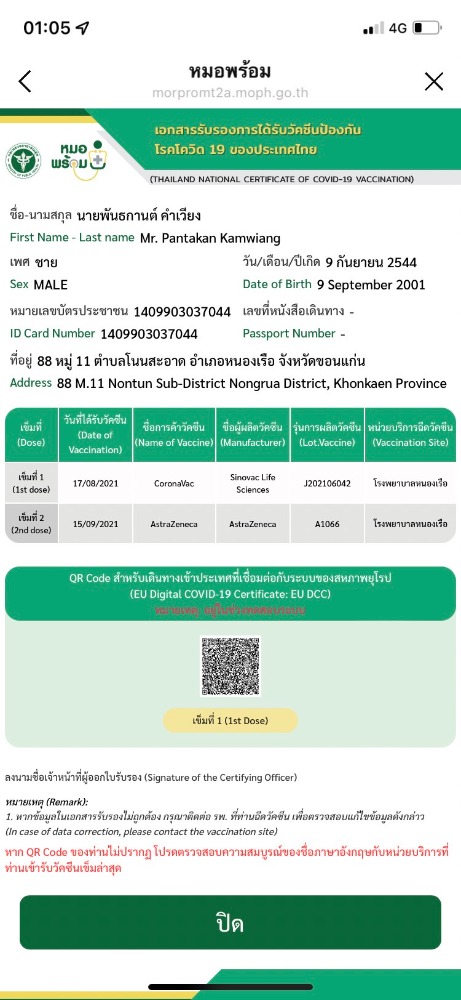 01:05
4G
หมอพร้อม
morpromt2a.moph.go.th
หมอ
พร้อม
เอกสารรับรองการได้รับวัคซีนป้องกัน
โรคโควิด 19 ของประเทศไทย
(THAILAND NATIONAL CERTIFICATE OF COVID-19 VACCINATION)
ชื่อ-นามสกุล นายพันธกานต์ คำเวียง
First Name - Last name Mr. Pantakan Kamwiang
เพศ ชาย วัน/เดือน/ปีเกิด 9 กันยายน 2544
Sex MALE Date of Birth 9 September 2001
หมายเลขบัตรประชาชน 1409903037044 เลขที่หนังสือเดินทาง -
ID Card Number 1409903037044 Passport Number -
ที่อยู่ 88 หมู่ 11 ตำบลโนนสะอาด อำเภอหนองเรือ จังหวัดขอนแก่น
Address 88 M.11 Nontun Sub-District Nongrua District, Khonkaen Province
เข็มที่ (Dose) วันที่ได้รับวัคซีน (Date of Vaccination) ชื่อการค้าวัคซีน (Name of Vaccine) ชื่อผู้ผลิตวัคซีน (Manufacturer) รุ่นการผลิตวัคซีน (Lot.Vaccine) หน่วยบริการฉีดวัคซีน (Vaccination Site)
เข็มที่ 1 (1st dose) 17/08/2021 CoronaVac Sinovac Life Sciences J202106042 โรงพยาบาลหนองเรือ
เข็มที่ 2 (2nd dose) 15/09/2021 AstraZeneca AstraZeneca A1066 โรงพยาบาลหนองเรือ
QR Code สำหรับเดินทางเข้าประเทศที่เชื่อมต่อกับระบบของสหภาพยุโรป
(EU Digital COVID-19 Certificate: EU DCC)
เข็มที่ 1 (1st Dose)
ลงนามชื่อเจ้าหน้าที่ผู้ออกใบรับรอง (Signature of the Certifying Officer)
หมายเหตุ (Remark):
1. หากข้อมูลในเอกสารรับรองไม่ถูกต้อง กรุณาติดต่อ รพ. ที่ท่านฉีดวัคซีน เพื่อตรวจสอบแก้ไขข้อมูลดังกล่าว
(In case of data correction, please contact the vaccination site)
หาก QR Code ของท่านไม่ปรากฏ โปรดตรวจสอบความสมบูรณ์ของชื่อภาษาอังกฤษกับหน่วยบริการที่
ท่านเข้ารับวัคซีนเข็มล่าสุด
ปิด